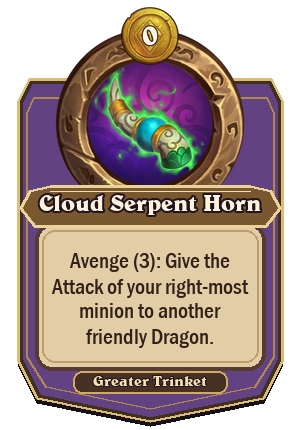 0
Cloud Serpent Horn
Avenge (3): Give the
Attack of your right-most
minion to another
friendly Dragon.
Greater Trinket